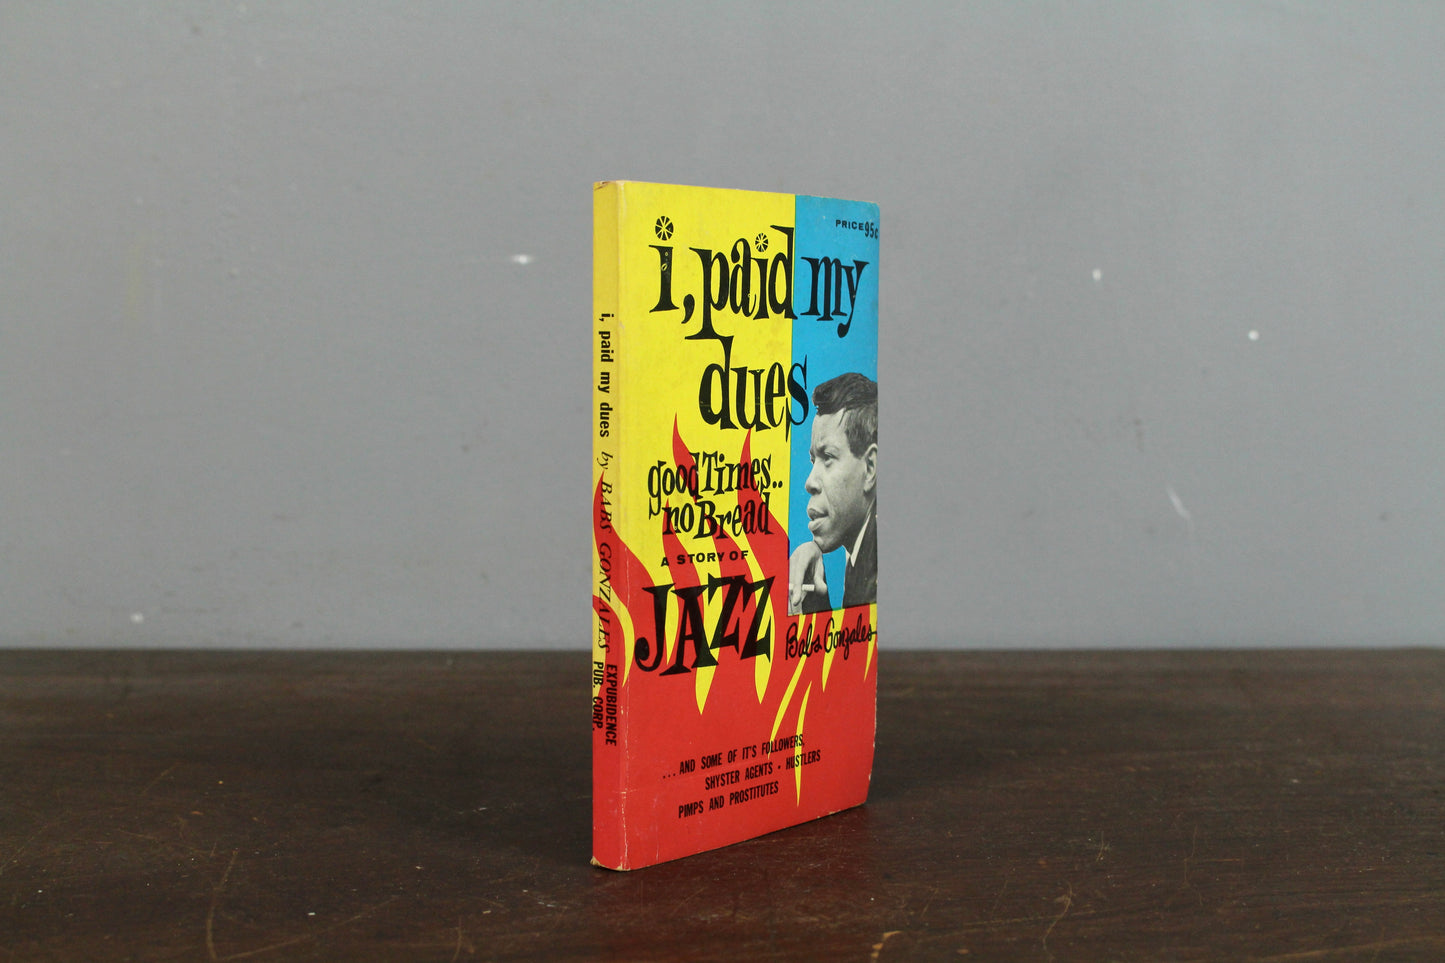 PRICE 95c
i, paid my
dues
good Times..
no Bread
A STORY OF
JAZZ
Babs Gonzales
...AND SOME OF IT'S FOLLOWERS,
SHYSTER AGENTS • HUSTLERS
PIMPS AND PROSTITUTES
i, paid my dues by BABS GONZALES EXPUBIDENCE
PUB. CORP.